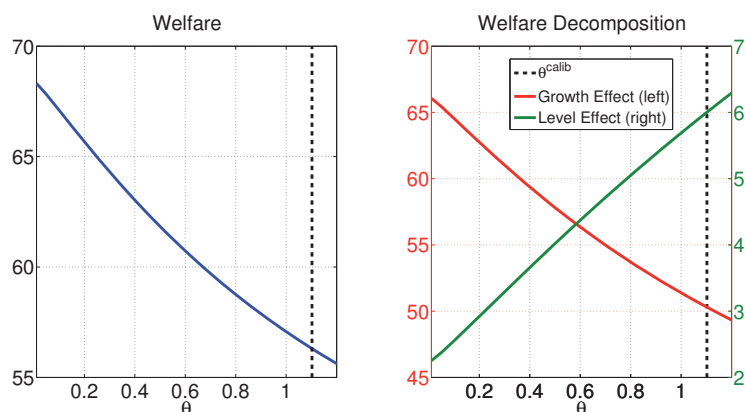 Welfare
70
65
60
55
0.2 0.4 0.6 0.8 1
θ
Welfare Decomposition
θcalib
Growth Effect (left)
Level Effect (right)
70
65
60
55
50
45
7
6
5
4
3
2
0.2 0.4 0.6 0.8 1
θ